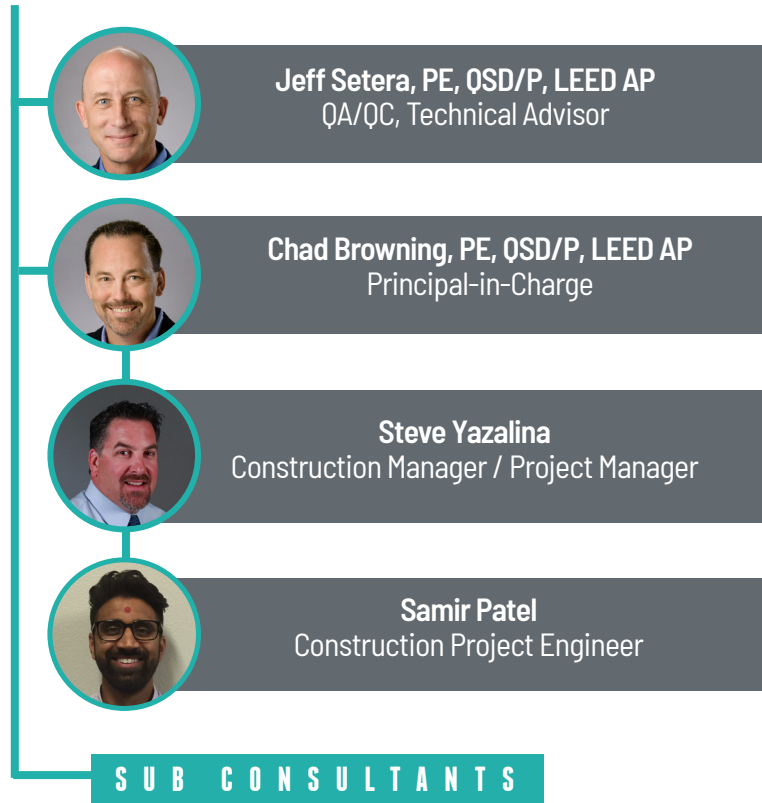 Jeff Setera, PE, QSD/P, LEED AP
QA/QC, Technical Advisor
Chad Browning, PE, QSD/P, LEED AP
Principal-in-Charge
Steve Yazalina
Construction Manager / Project Manager
Samir Patel
Construction Project Engineer
SUB CONSULTANTS